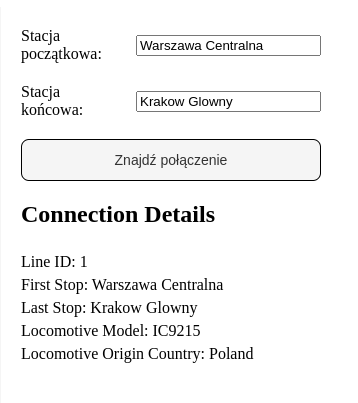 Stacja
początkowa:
Warszawa Centralna
Stacja
końcowa:
Krakow Glowny
Znajdź połączenie
Connection Details
Line ID: 1
First Stop: Warszawa Centralna
Last Stop: Krakow Glowny
Locomotive Model: IC9215
Locomotive Origin Country: Poland